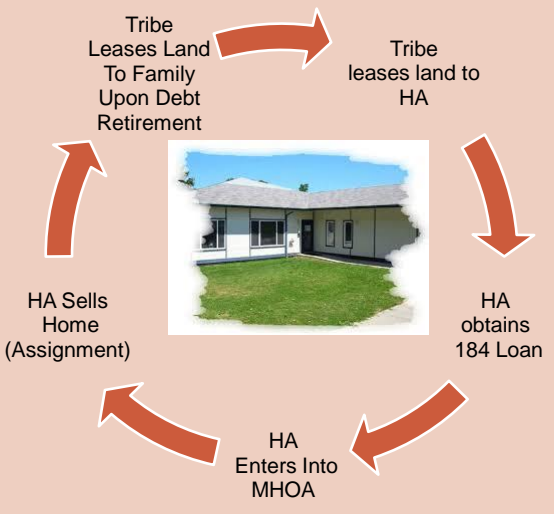 Tribe
Leases Land
To Family
Upon Debt
Retirement
Tribe
leases land to
HA
HA
obtains
184 Loan
HA
Enters Into
MHOA
HA Sells
Home
(Assignment)